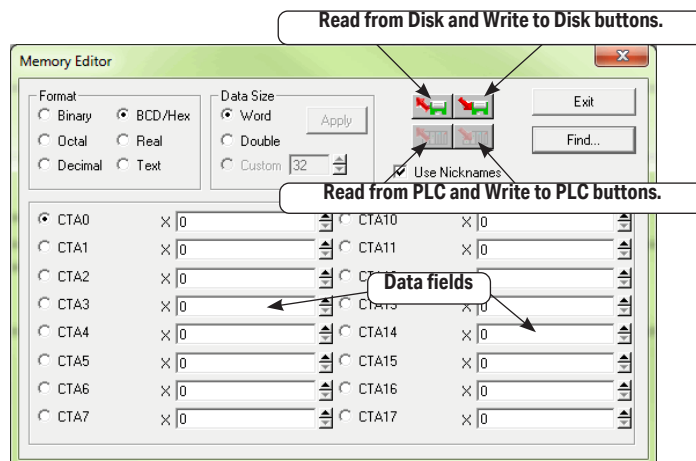 Read from Disk and Write to Disk buttons.
Memory Editor
Format
Binary BCD/Hex
Octal Real
Decimal Text
Data Size
Word
Double
Custom 32
Apply
Exit
Find...
Use Nicknames
Read from PLC and Write to PLC buttons.
CTA0 X 0 CTA10 X 0
CTA1 X 0 CTA11 X 0
CTA2 X 0 X 0
Data fields
CTA3 X 0 X 0
CTA4 X 0 CTA14 X 0
CTA5 X 0 CTA15 X 0
CTA6 X 0 CTA16 X 0
CTA7 X 0 CTA17 X 0